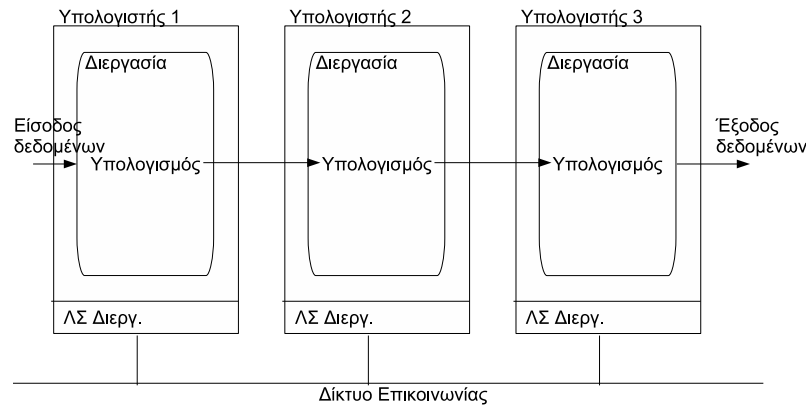 Υπολογιστής 1
Υπολογιστής 2
Υπολογιστής 3
Διεργασία
Διεργασία
Διεργασία
Είσοδος
δεδομένων
Υπολογισμός
Υπολογισμός
Υπολογισμός
Έξοδος
δεδομένων
ΛΣ Διεργ.
ΛΣ Διεργ.
ΛΣ Διεργ.
Δίκτυο Επικοινωνίας